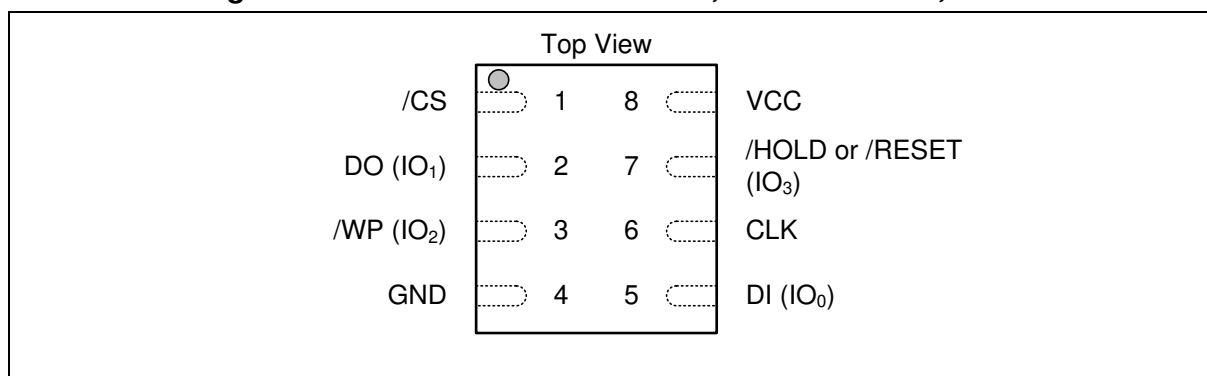 Top View
/CS 1 8 VCC
DO (IO₁) 2 7 /HOLD or /RESET
(IO₃)
/WP (IO₂) 3 6 CLK
GND 4 5 DI (IO₀)